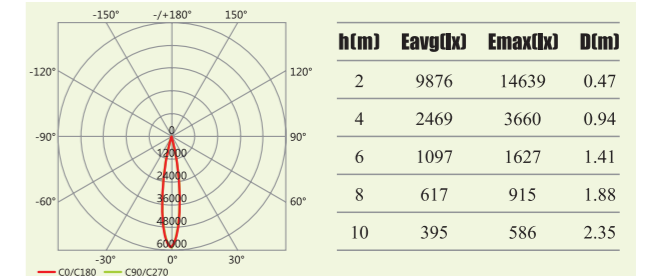 -150° -/+180° 150°
-120° 120°
-90° 90°
-60° 60°
-30° 0° 30°
0
12000
24000
36000
48000
60000
C0/C180 C90/C270
h(m) Eavg(lx) Emax(lx) D(m)
2 9876 14639 0.47
4 2469 3660 0.94
6 1097 1627 1.41
8 617 915 1.88
10 395 586 2.35